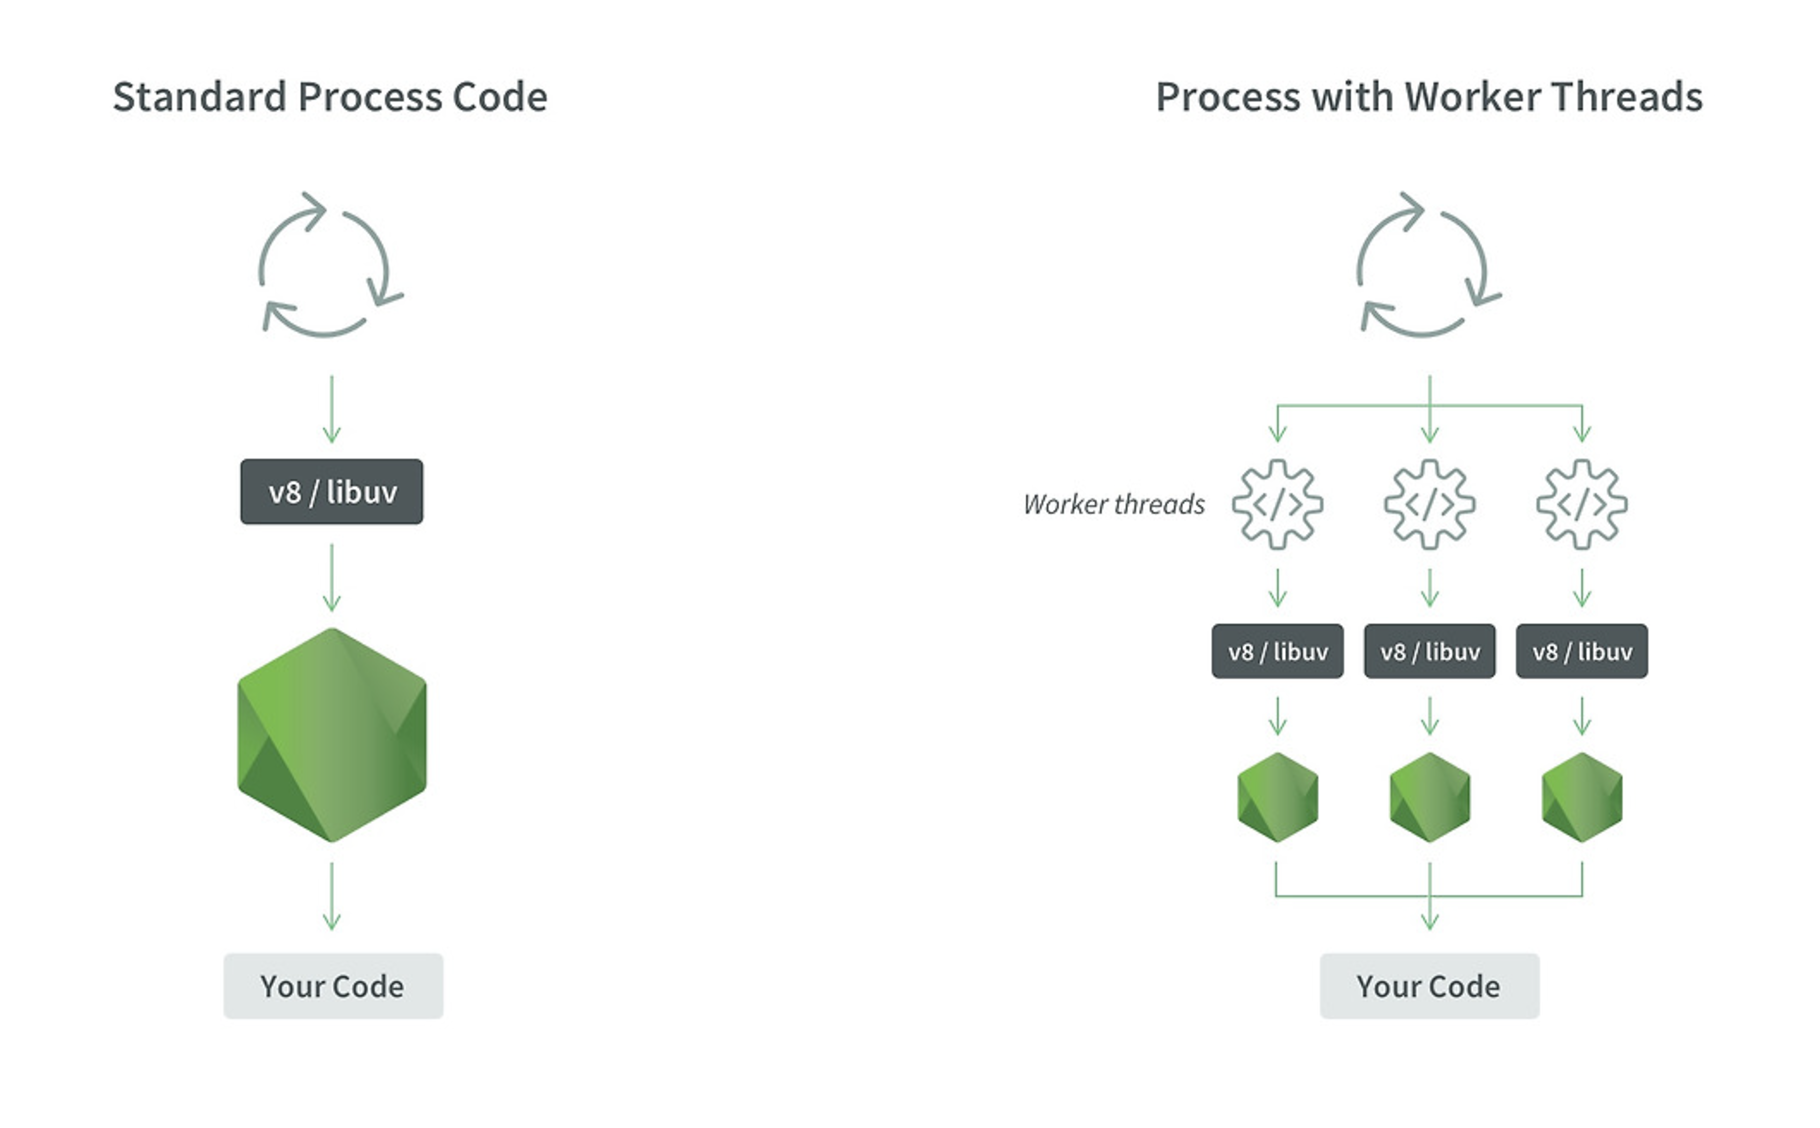 Standard Process Code
Process with Worker Threads
v8 / libuv
Worker threads
</>
</>
</>
v8 / libuv
v8 / libuv
v8 / libuv
Your Code
Your Code